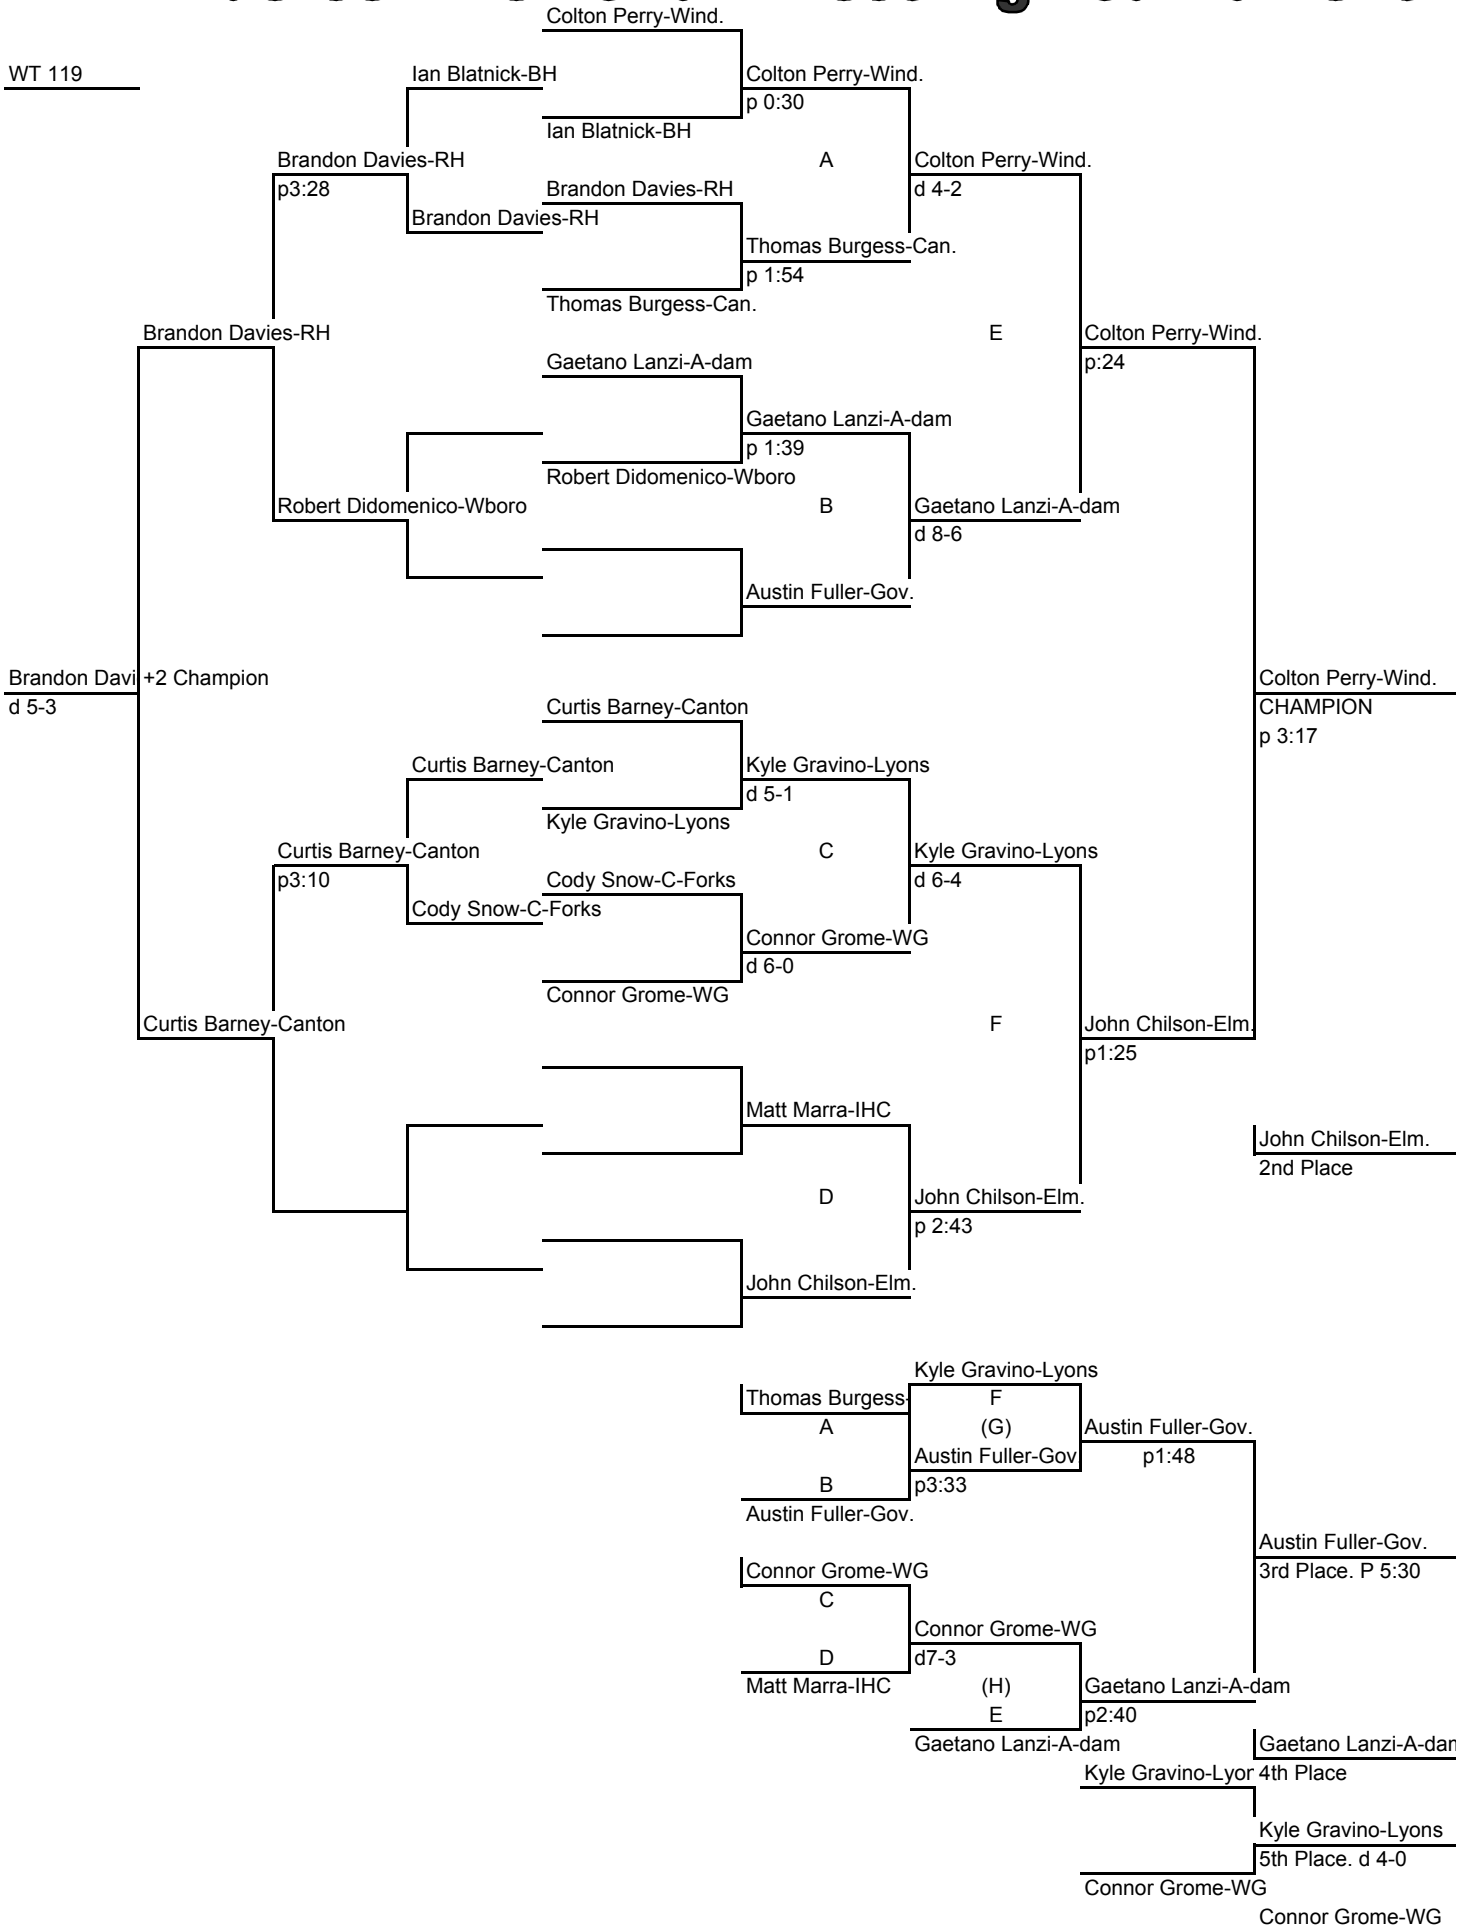 Colton Perry-Wind.
WT 119
Ian Blatnick-BH
Colton Perry-Wind.
p 0:30
Ian Blatnick-BH
Brandon Davies-RH
A
Colton Perry-Wind.
p3:28
Brandon Davies-RH
d 4-2
Brandon Davies-RH
Thomas Burgess-Can.
p 1:54
Thomas Burgess-Can.
Brandon Davies-RH
E
Colton Perry-Wind.
Gaetano Lanzi-A-dam
p:24
Gaetano Lanzi-A-dam
p 1:39
Robert Didomenico-Wboro
Robert Didomenico-Wboro
B
Gaetano Lanzi-A-dam
d 8-6
Austin Fuller-Gov.
Brandon Davi
+2 Champion
Colton Perry-Wind.
d 5-3
Curtis Barney-Canton
CHAMPION
p 3:17
Curtis Barney-Canton
Kyle Gravino-Lyons
d 5-1
Kyle Gravino-Lyons
Curtis Barney-Canton
C
Kyle Gravino-Lyons
p3:10
Cody Snow-C-Forks
d 6-4
Cody Snow-C-Forks
Connor Grome-WG
d 6-0
Connor Grome-WG
Curtis Barney-Canton
F
John Chilson-Elm.
p1:25
Matt Marra-IHC
John Chilson-Elm.
2nd Place
D
John Chilson-Elm.
p 2:43
John Chilson-Elm.
Kyle Gravino-Lyons
Thomas Burgess-
F
A
(G)
Austin Fuller-Gov.
Austin Fuller-Gov
p1:48
B
p3:33
Austin Fuller-Gov.
Austin Fuller-Gov.
Connor Grome-WG
3rd Place. P 5:30
C
Connor Grome-WG
D
d7-3
Matt Marra-IHC
(H)
Gaetano Lanzi-A-dam
E
p2:40
Gaetano Lanzi-A-dam
Gaetano Lanzi-A-dam
Kyle Gravino-Lyon
4th Place
Kyle Gravino-Lyons
5th Place. d 4-0
Connor Grome-WG
Connor Grome-WG